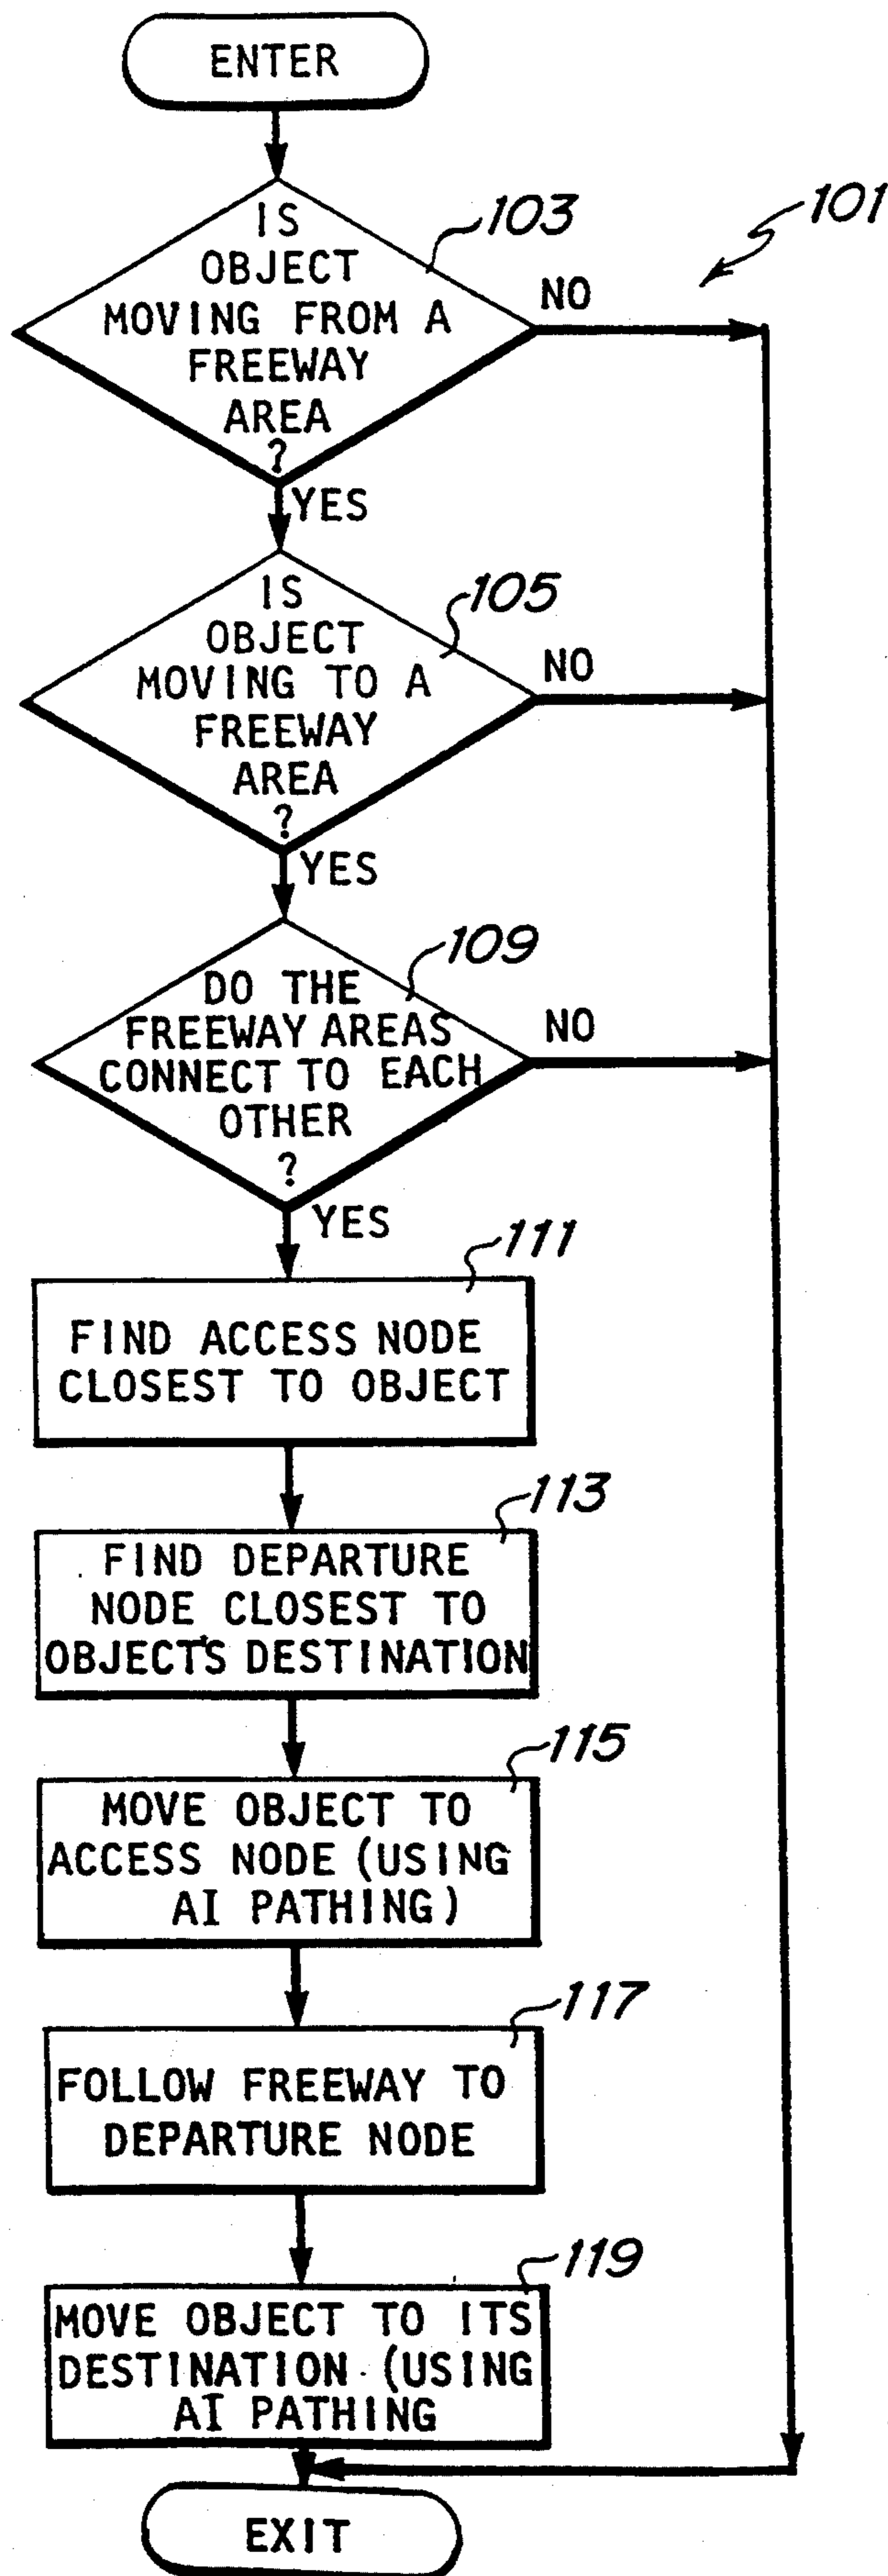 ENTER
103
101
IS
OBJECT
MOVING FROM A
FREEWAY
AREA
?
NO
YES
105
IS
OBJECT
MOVING TO A
FREEWAY
AREA
?
NO
YES
109
DO THE
FREEWAY AREAS
CONNECT TO EACH
OTHER
?
NO
YES
111
FIND ACCESS NODE
CLOSEST TO OBJECT
113
FIND DEPARTURE
NODE CLOSEST TO
OBJECT'S DESTINATION
115
MOVE OBJECT TO
ACCESS NODE (USING
AI PATHING)
117
FOLLOW FREEWAY TO
DEPARTURE NODE
119
MOVE OBJECT TO ITS
DESTINATION (USING
AI PATHING
EXIT